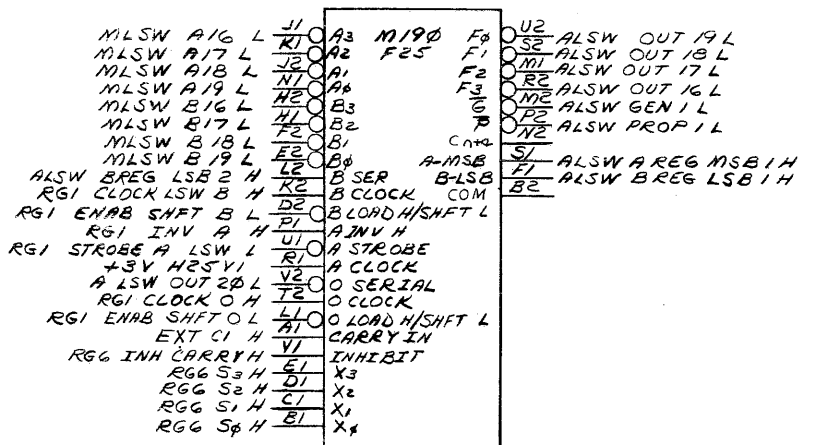 MLSW A16 L J1 A3 M190 F0 U2 ALSW OUT 19 L
MLSW A17 L K1 A2 F25 F1 S2 ALSW OUT 18 L
MLSW A18 L J2 A1 F2 M1 ALSW OUT 17 L
MLSW A19 L N1 A0 F3 R2 ALSW OUT 16 L
MLSW B16 L H2 B3 G M2 ALSW GEN 1 L
MLSW B17 L H1 B2 P P2 ALSW PROP 1 L
MLSW B18 L F2 B1 Cn+4 N2
MLSW B19 L E2 B0 A-MSB S1 ALSW A REG MSB 1 H
ALSW BREG LSB 2 H L2 B SER B-LSB F1 ALSW B REG LSB 1 H
RG1 CLOCK LSW B H K2 B CLOCK COM B2
RG1 ENAB SHFT B L D2 B LOAD H/SHFT L
RG1 INV A H P1 A INV H
RG1 STROBE A LSW L U1 A STROBE
+3V H25V1 R1 A CLOCK
A LSW OUT 20 L V2 O SERIAL
RG1 CLOCK O H T2 O CLOCK
RG1 ENAB SHFT O L L1 O LOAD H/SHFT L
EXT C1 H A1 CARRY IN
RG6 INH CARRY H V1 INHIBIT
RG6 S3 H E1 X3
RG6 S2 H D1 X2
RG6 S1 H C1 X1
RG6 S0 H B1 X0